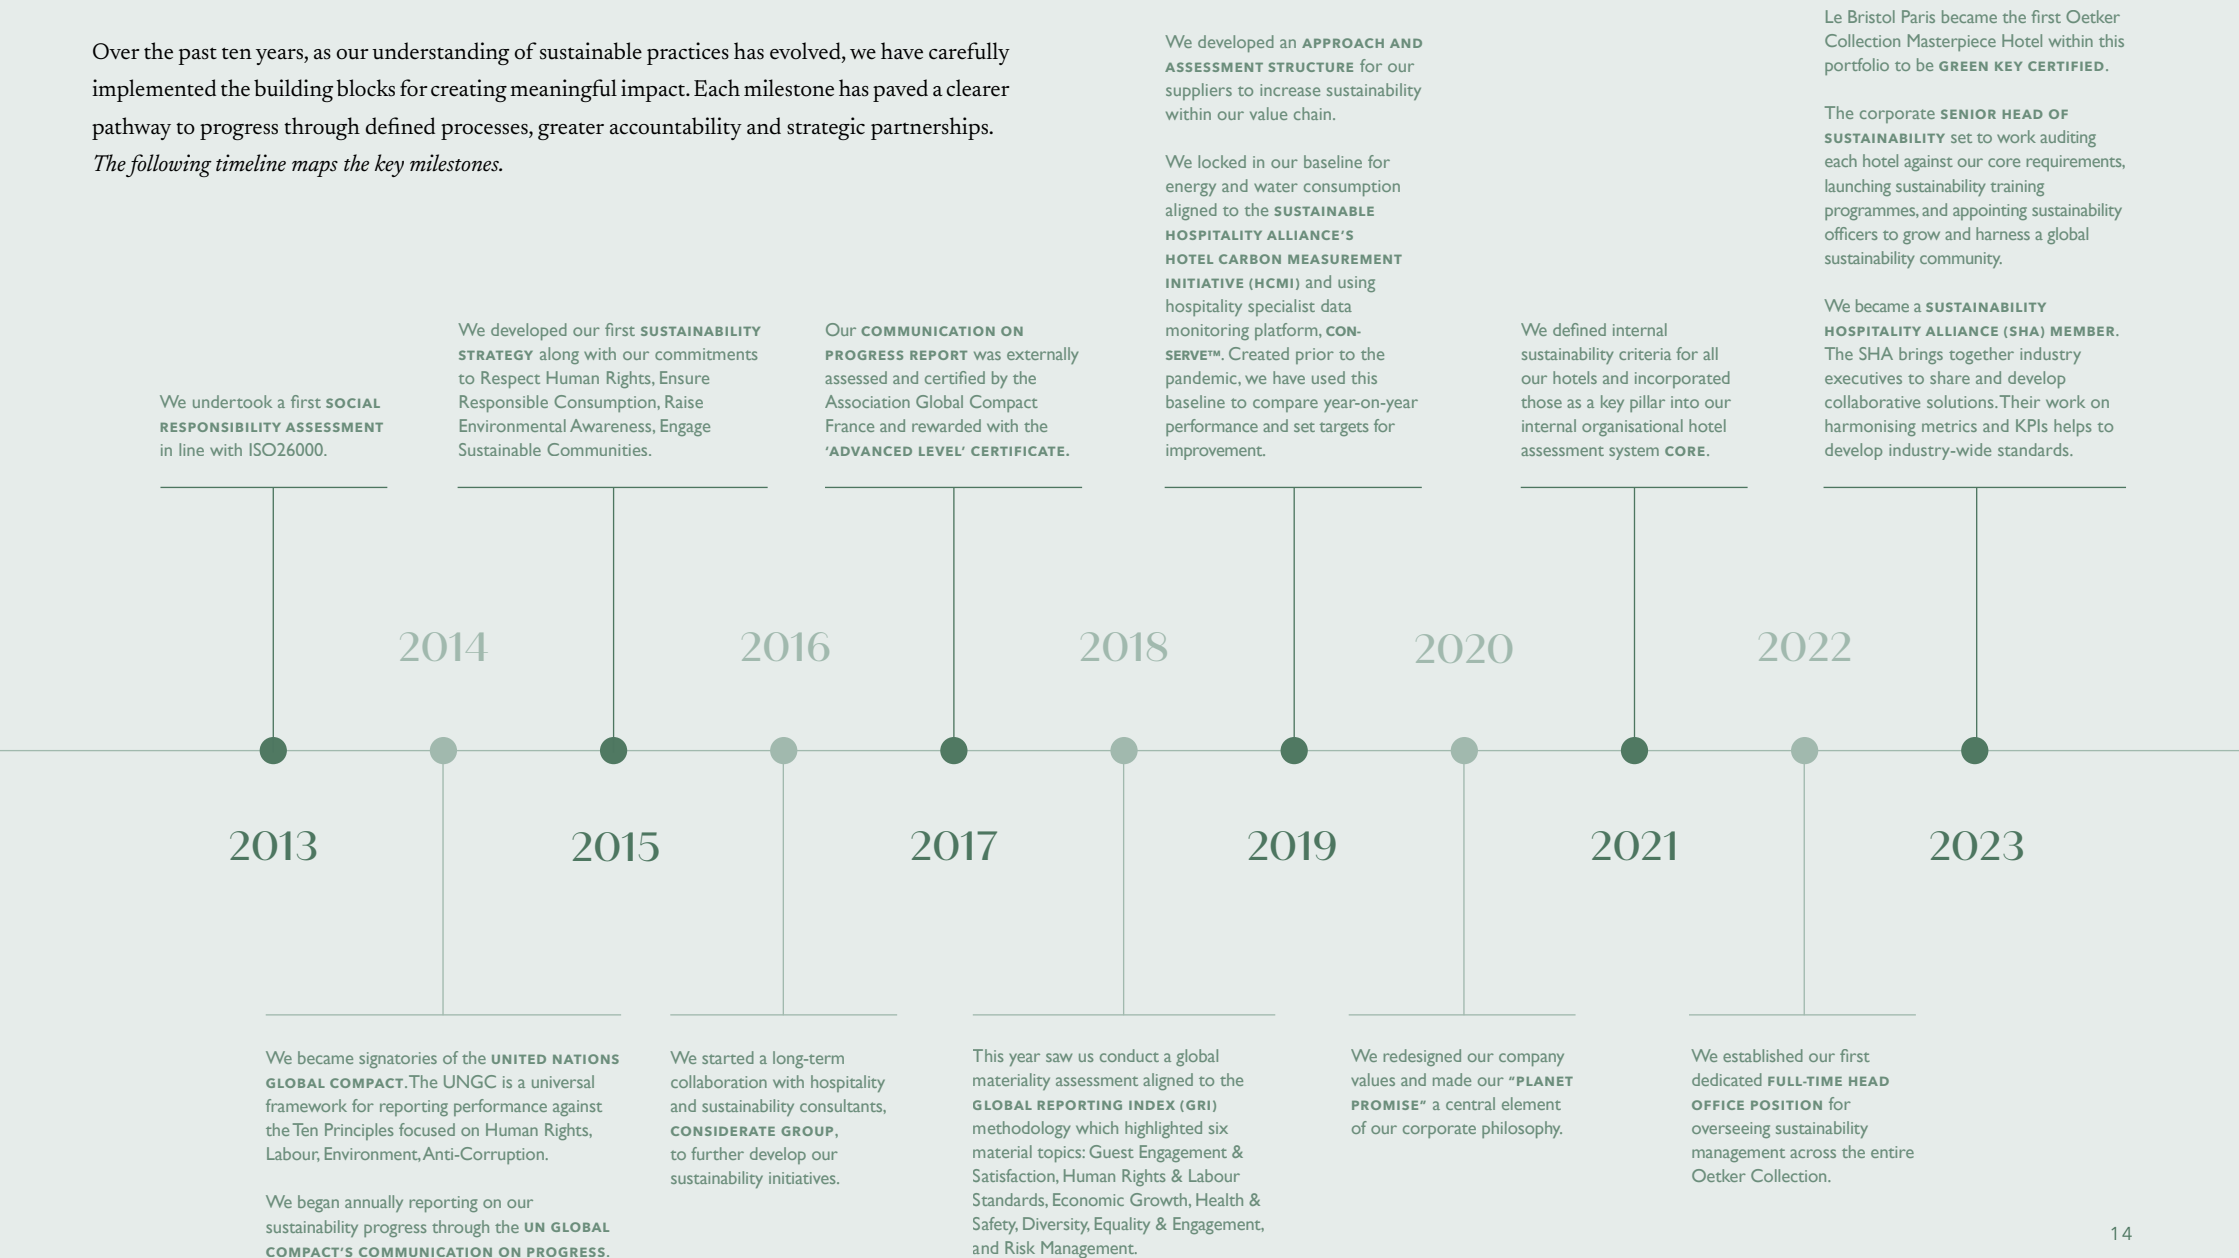 Over the past ten years, as our understanding of sustainable practices has evolved, we have carefully
implemented the building blocks for creating meaningful impact. Each milestone has paved a clearer
pathway to progress through defined processes, greater accountability and strategic partnerships.
The following timeline maps the key milestones.
We undertook a first SOCIAL
RESPONSIBILITY ASSESSMENT
in line with ISO26000.
We developed our first SUSTAINABILITY
STRATEGY along with our commitments
to Respect Human Rights, Ensure
Responsible Consumption, Raise
Environmental Awareness, Engage
Sustainable Communities.
Our COMMUNICATION ON
PROGRESS REPORT was externally
assessed and certified by the
Association Global Compact
France and rewarded with the
‘ADVANCED LEVEL’ CERTIFICATE.
We developed an APPROACH AND
ASSESSMENT STRUCTURE for our
suppliers to increase sustainability
within our value chain.
We locked in our baseline for
energy and water consumption
aligned to the SUSTAINABLE
HOSPITALITY ALLIANCE’S
HOTEL CARBON MEASUREMENT
INITIATIVE (HCMI) and using
hospitality specialist data
monitoring platform, CON-
SERVE™. Created prior to the
pandemic, we have used this
baseline to compare year-on-year
performance and set targets for
improvement.
We defined internal
sustainability criteria for all
our hotels and incorporated
those as a key pillar into our
internal organisational hotel
assessment system CORE.
Le Bristol Paris became the first Oetker
Collection Masterpiece Hotel within this
portfolio to be GREEN KEY CERTIFIED.
The corporate SENIOR HEAD OF
SUSTAINABILITY set to work auditing
each hotel against our core requirements,
launching sustainability training
programmes, and appointing sustainability
officers to grow and harness a global
sustainability community.
We became a SUSTAINABILITY
HOSPITALITY ALLIANCE (SHA) MEMBER.
The SHA brings together industry
executives to share and develop
collaborative solutions. Their work on
harmonising metrics and KPIs helps to
develop industry-wide standards.
2014
2016
2018
2020
2022
2013
2015
2017
2019
2021
2023
We became signatories of the UNITED NATIONS
GLOBAL COMPACT. The UNGC is a universal
framework for reporting performance against
the Ten Principles focused on Human Rights,
Labour, Environment, Anti-Corruption.
We began annually reporting on our
sustainability progress through the UN GLOBAL
COMPACT’S COMMUNICATION ON PROGRESS.
We started a long-term
collaboration with hospitality
and sustainability consultants,
CONSIDERATE GROUP,
to further develop our
sustainability initiatives.
This year saw us conduct a global
materiality assessment aligned to the
GLOBAL REPORTING INDEX (GRI)
methodology which highlighted six
material topics: Guest Engagement &
Satisfaction, Human Rights & Labour
Standards, Economic Growth, Health &
Safety, Diversity, Equality & Engagement,
and Risk Management.
We redesigned our company
values and made our “PLANET
PROMISE” a central element
of our corporate philosophy.
We established our first
dedicated FULL-TIME HEAD
OFFICE POSITION for
overseeing sustainability
management across the entire
Oetker Collection.
14